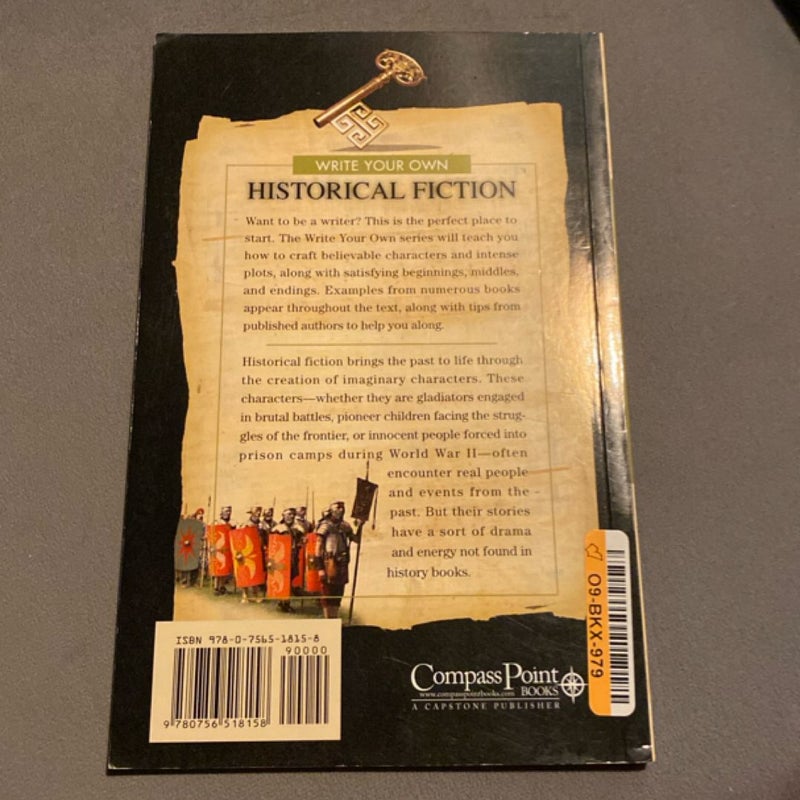 WRITE YOUR OWN
HISTORICAL FICTION
Want to be a writer? This is the perfect place to
start. The Write Your Own series will teach you
how to craft believable characters and intense
plots, along with satisfying beginnings, middles,
and endings. Examples from numerous books
appear throughout the text, along with tips from
published authors to help you along.
Historical fiction brings the past to life through
the creation of imaginary characters. These
characters—whether they are gladiators engaged
in brutal battles, pioneer children facing the strug-
gles of the frontier, or innocent people forced into
prison camps during World War II—often
encounter real people
and events from the
past. But their stories
have a sort of drama
and energy not found in
history books.
ISBN 978-0-7565-1815-8
90000
9 780756 518158
Compass Point
BOOKS
www.compasspointbooks.com
A CAPSTONE PUBLISHER
O9-BKX-979